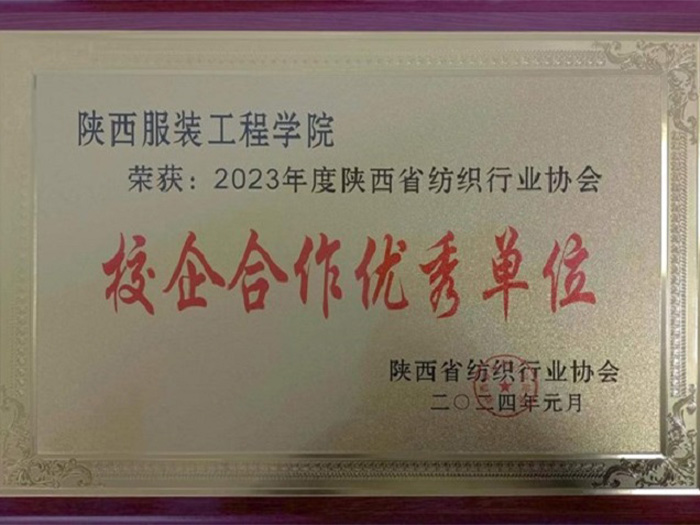 陕西服装工程学院
荣获：2023年度陕西省纺织行业协会
校企合作优秀单位
陕西省纺织行业协会
二〇二四年元月